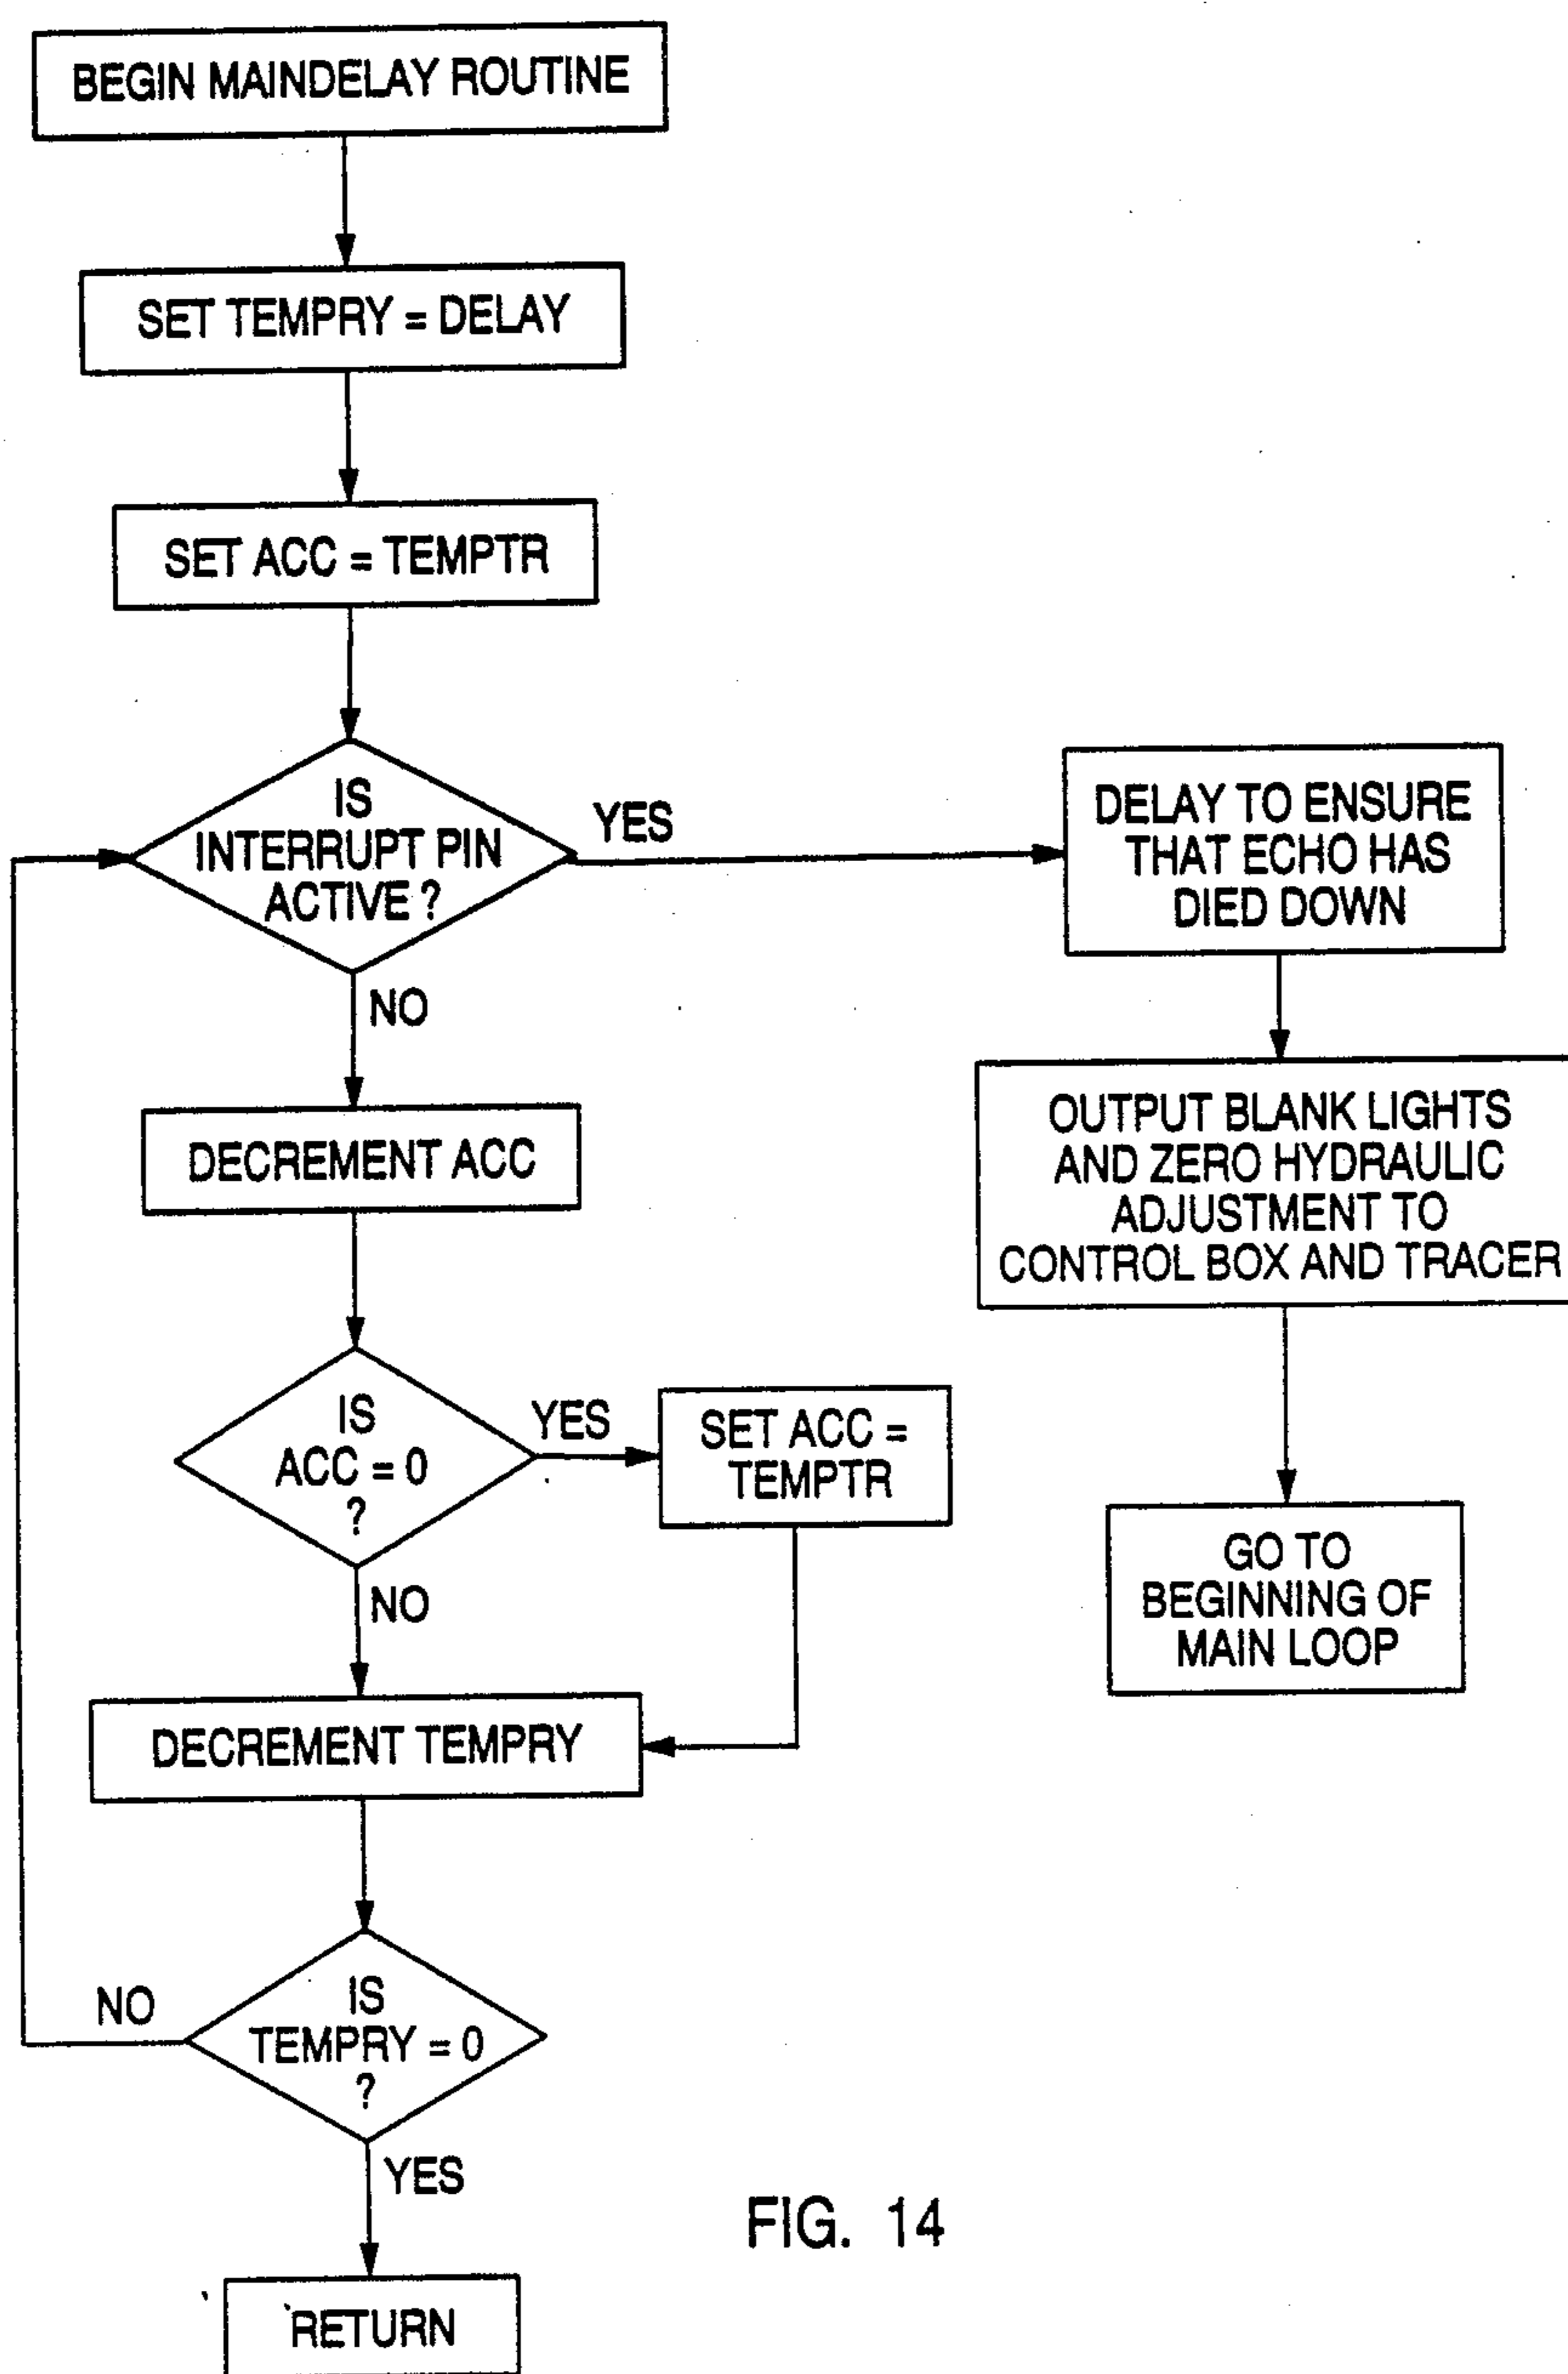 BEGIN MAINDELAY ROUTINE
SET TEMPRY = DELAY
SET ACC = TEMPTR
IS
INTERRUPT PIN
ACTIVE ?
YES
NO
DELAY TO ENSURE
THAT ECHO HAS
DIED DOWN
OUTPUT BLANK LIGHTS
AND ZERO HYDRAULIC
ADJUSTMENT TO
CONTROL BOX AND TRACER
GO TO
BEGINNING OF
MAIN LOOP
DECREMENT ACC
IS
ACC = 0
?
YES
NO
SET ACC =
TEMPTR
DECREMENT TEMPRY
IS
TEMPRY = 0
?
NO
YES
RETURN
FIG. 14